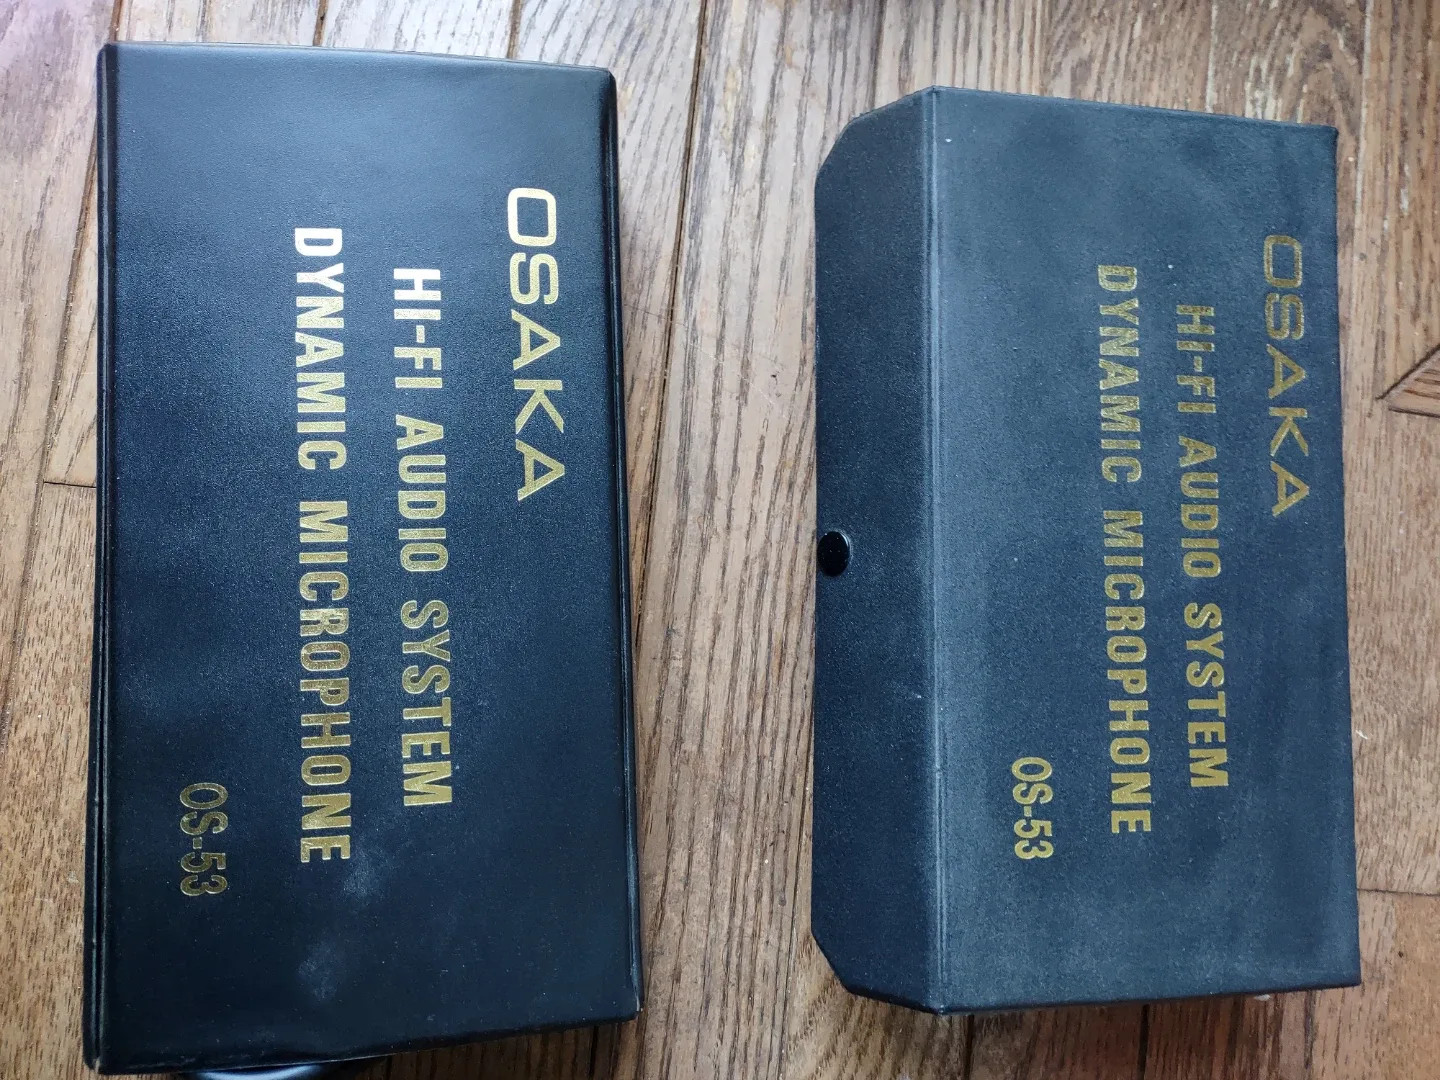 OSAKA
HI-FI AUDIO SYSTEM
DYNAMIC MICROPHONE
OS-53
OSAKA
HI-FI AUDIO SYSTEM
DYNAMIC MICROPHONE
OS-53